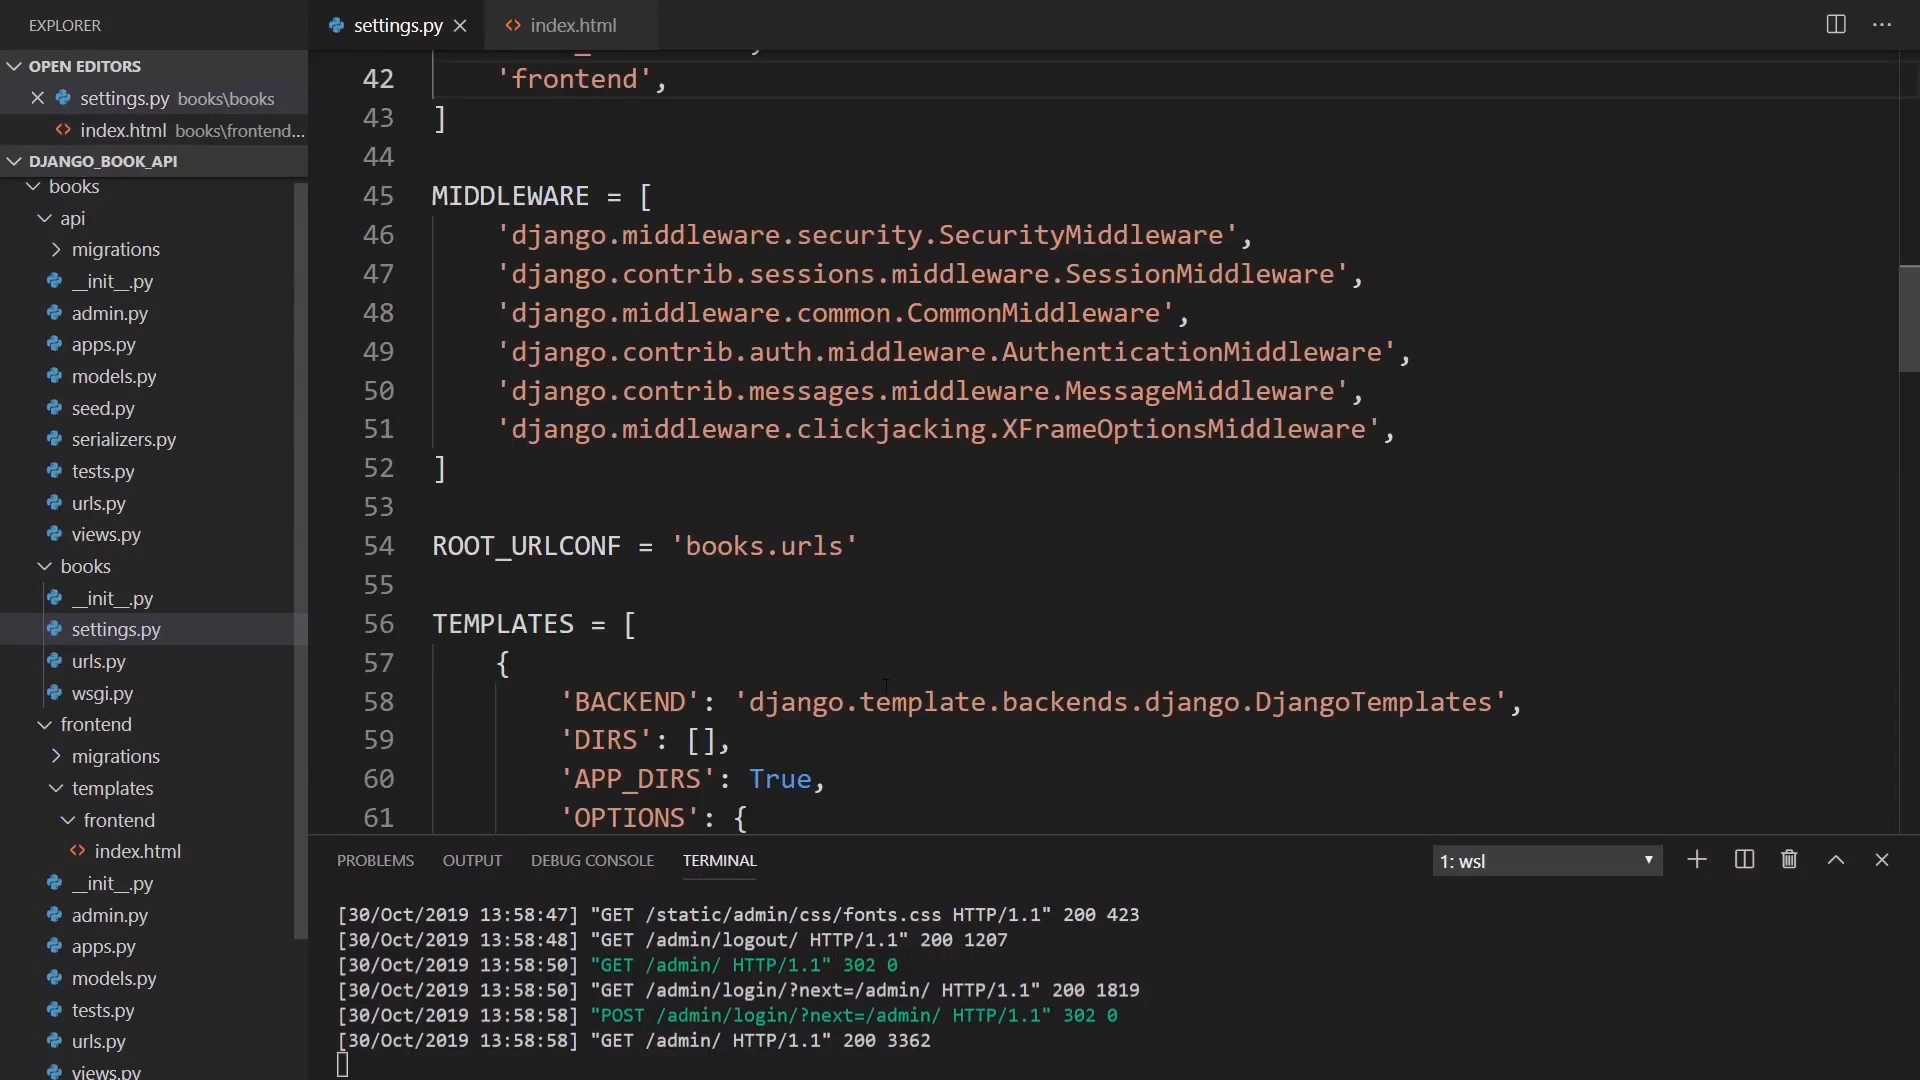 EXPLORER
OPEN EDITORS
settings.py books\books
index.html books\frontend...
DJANGO_BOOK_API
books
api
migrations
__init__.py
admin.py
apps.py
models.py
seed.py
serializers.py
tests.py
urls.py
views.py
books
__init__.py
settings.py
urls.py
wsgi.py
frontend
migrations
templates
frontend
index.html
__init__.py
admin.py
apps.py
models.py
tests.py
urls.py
views.py
settings.py
index.html
42 'frontend',
43 ]
44
45 MIDDLEWARE = [
46 'django.middleware.security.SecurityMiddleware',
47 'django.contrib.sessions.middleware.SessionMiddleware',
48 'django.middleware.common.CommonMiddleware',
49 'django.contrib.auth.middleware.AuthenticationMiddleware',
50 'django.contrib.messages.middleware.MessageMiddleware',
51 'django.middleware.clickjacking.XFrameOptionsMiddleware',
52 ]
53
54 ROOT_URLCONF = 'books.urls'
55
56 TEMPLATES = [
57 {
58 'BACKEND': 'django.template.backends.django.DjangoTemplates',
59 'DIRS': [],
60 'APP_DIRS': True,
61 'OPTIONS': {
PROBLEMS OUTPUT DEBUG CONSOLE TERMINAL 1: wsl
[30/Oct/2019 13:58:47] "GET /static/admin/css/fonts.css HTTP/1.1" 200 423
[30/Oct/2019 13:58:48] "GET /admin/logout/ HTTP/1.1" 200 1207
[30/Oct/2019 13:58:50] "GET /admin/ HTTP/1.1" 302 0
[30/Oct/2019 13:58:50] "GET /admin/login/?next=/admin/ HTTP/1.1" 200 1819
[30/Oct/2019 13:58:58] "POST /admin/login/?next=/admin/ HTTP/1.1" 302 0
[30/Oct/2019 13:58:58] "GET /admin/ HTTP/1.1" 200 3362